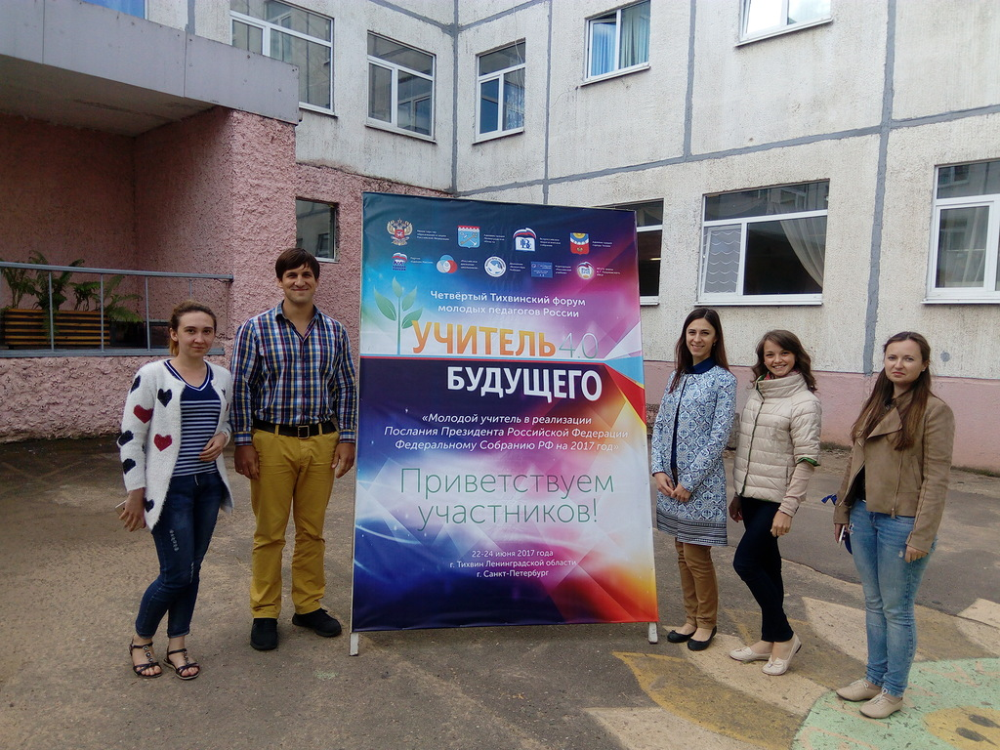 Четвёртый Тихвинский форум
молодых педагогов России
УЧИТЕЛЬ 4.0
БУДУЩЕГО
«Молодой учитель в реализации
Послания Президента Российской Федерации
Федеральному Собранию РФ на 2017 год»
Приветствуем
участников!
22-24 июня 2017 года
г. Тихвин Ленинградской области
г. Санкт-Петербург